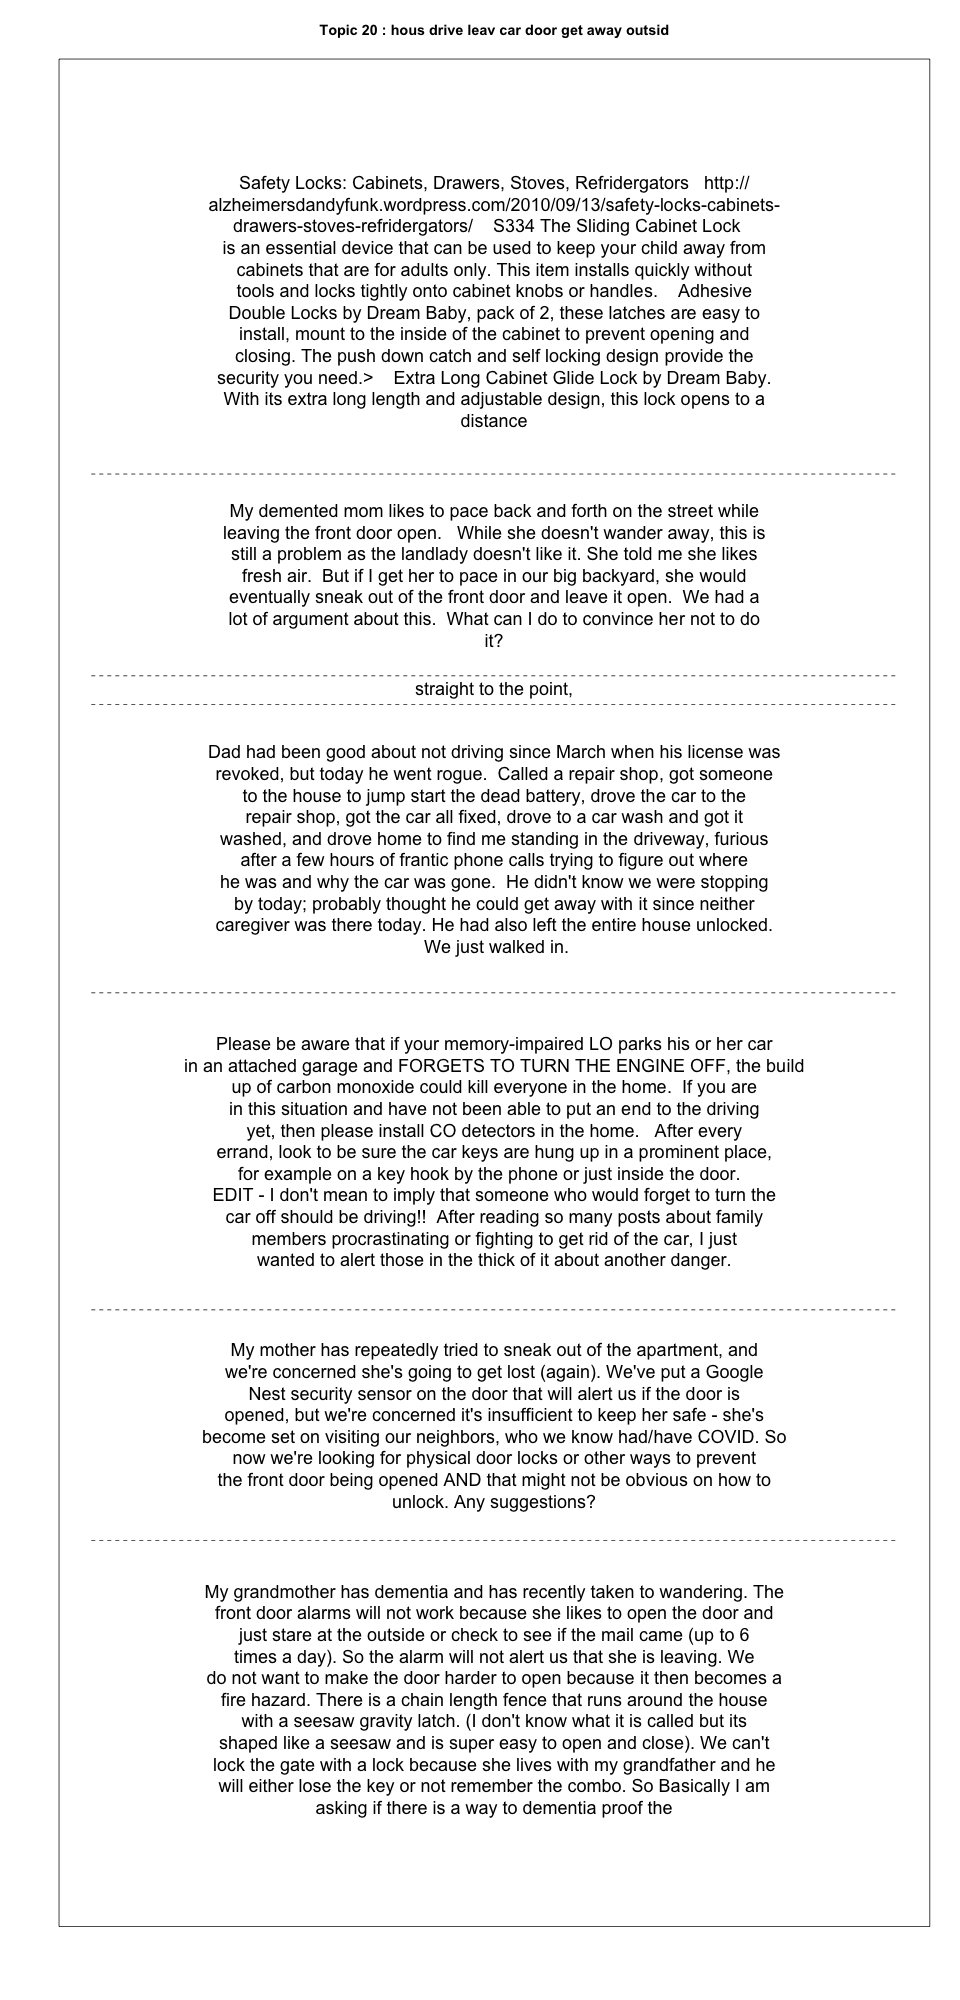 Topic 20 : hous drive leav car door get away outsid
Safety Locks: Cabinets, Drawers, Stoves, Refridergators   http://
alzheimersdandyfunk.wordpress.com/2010/09/13/safety-locks-cabinets-
drawers-stoves-refridergators/    S334 The Sliding Cabinet Lock
is an essential device that can be used to keep your child away from
cabinets that are for adults only. This item installs quickly without
tools and locks tightly onto cabinet knobs or handles.    Adhesive
Double Locks by Dream Baby, pack of 2, these latches are easy to
install, mount to the inside of the cabinet to prevent opening and
closing. The push down catch and self locking design provide the
security you need.>    Extra Long Cabinet Glide Lock by Dream Baby.
With its extra long length and adjustable design, this lock opens to a
distance
My demented mom likes to pace back and forth on the street while
leaving the front door open.   While she doesn't wander away, this is
still a problem as the landlady doesn't like it. She told me she likes
fresh air.  But if I get her to pace in our big backyard, she would
eventually sneak out of the front door and leave it open.  We had a
lot of argument about this.  What can I do to convince her not to do
it?
straight to the point,
Dad had been good about not driving since March when his license was
revoked, but today he went rogue.  Called a repair shop, got someone
to the house to jump start the dead battery, drove the car to the
repair shop, got the car all fixed, drove to a car wash and got it
washed, and drove home to find me standing in the driveway, furious
after a few hours of frantic phone calls trying to figure out where
he was and why the car was gone.  He didn't know we were stopping
by today; probably thought he could get away with it since neither
caregiver was there today. He had also left the entire house unlocked.
We just walked in.
Please be aware that if your memory-impaired LO parks his or her car
in an attached garage and FORGETS TO TURN THE ENGINE OFF, the build
up of carbon monoxide could kill everyone in the home.  If you are
in this situation and have not been able to put an end to the driving
yet, then please install CO detectors in the home.   After every
errand, look to be sure the car keys are hung up in a prominent place,
for example on a key hook by the phone or just inside the door.
EDIT - I don't mean to imply that someone who would forget to turn the
car off should be driving!!  After reading so many posts about family
members procrastinating or fighting to get rid of the car, I just
wanted to alert those in the thick of it about another danger.
My mother has repeatedly tried to sneak out of the apartment, and
we're concerned she's going to get lost (again). We've put a Google
Nest security sensor on the door that will alert us if the door is
opened, but we're concerned it's insufficient to keep her safe - she's
become set on visiting our neighbors, who we know had/have COVID. So
now we're looking for physical door locks or other ways to prevent
the front door being opened AND that might not be obvious on how to
unlock. Any suggestions?
My grandmother has dementia and has recently taken to wandering. The
front door alarms will not work because she likes to open the door and
just stare at the outside or check to see if the mail came (up to 6
times a day). So the alarm will not alert us that she is leaving. We
do not want to make the door harder to open because it then becomes a
fire hazard. There is a chain length fence that runs around the house
with a seesaw gravity latch. (I don't know what it is called but its
shaped like a seesaw and is super easy to open and close). We can't
lock the gate with a lock because she lives with my grandfather and he
will either lose the key or not remember the combo. So Basically I am
asking if there is a way to dementia proof the